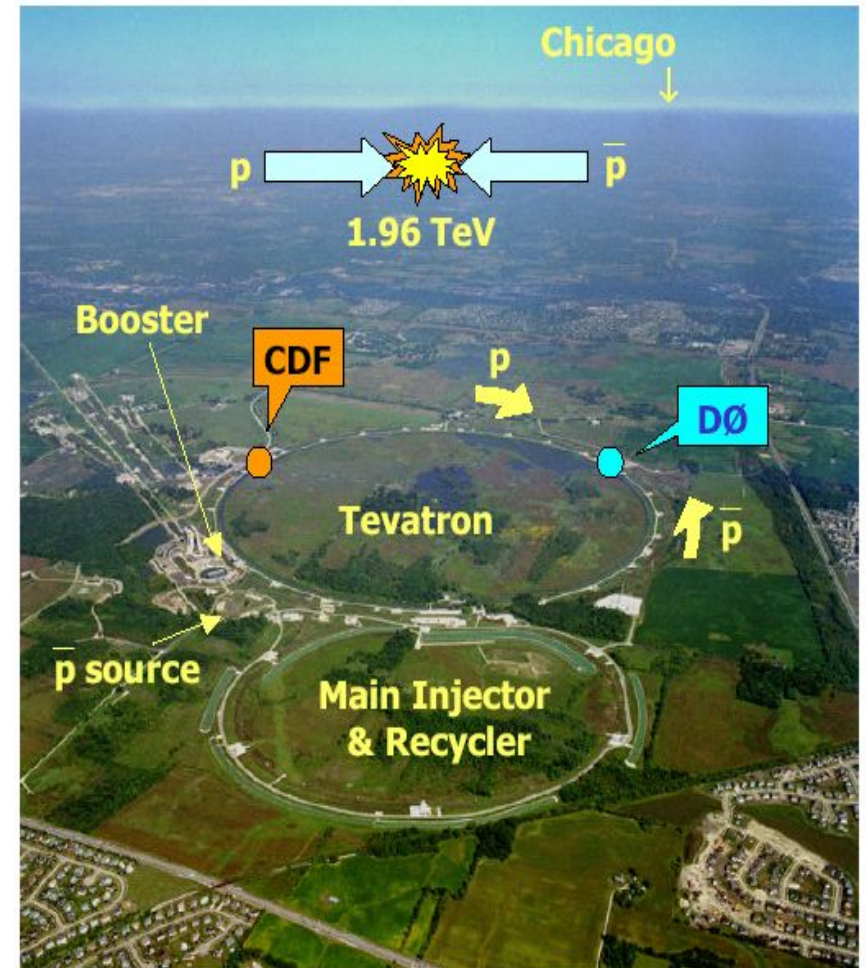 Chicago
↓
p
p̅
1.96 TeV
Booster
CDF
p
DØ
Tevatron
p̅
p̅ source
Main Injector
& Recycler